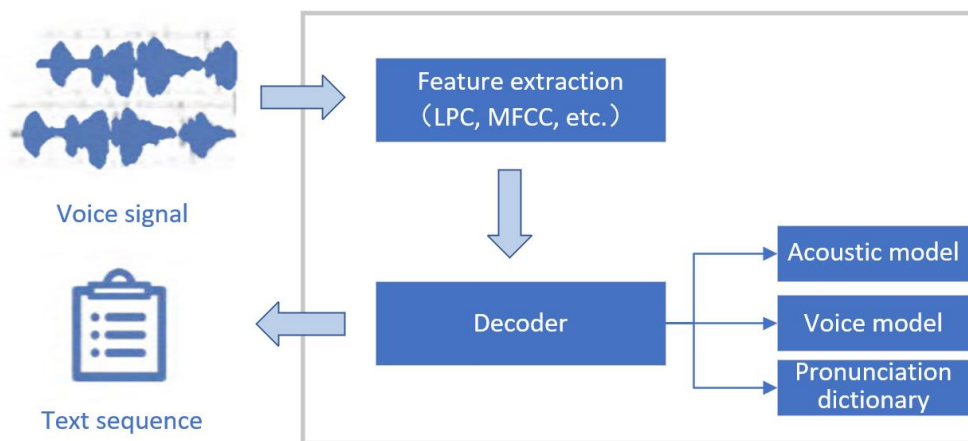 Feature extraction
（LPC, MFCC, etc.）
Voice signal
Acoustic model
Decoder
Voice model
Pronunciation
dictionary
Text sequence